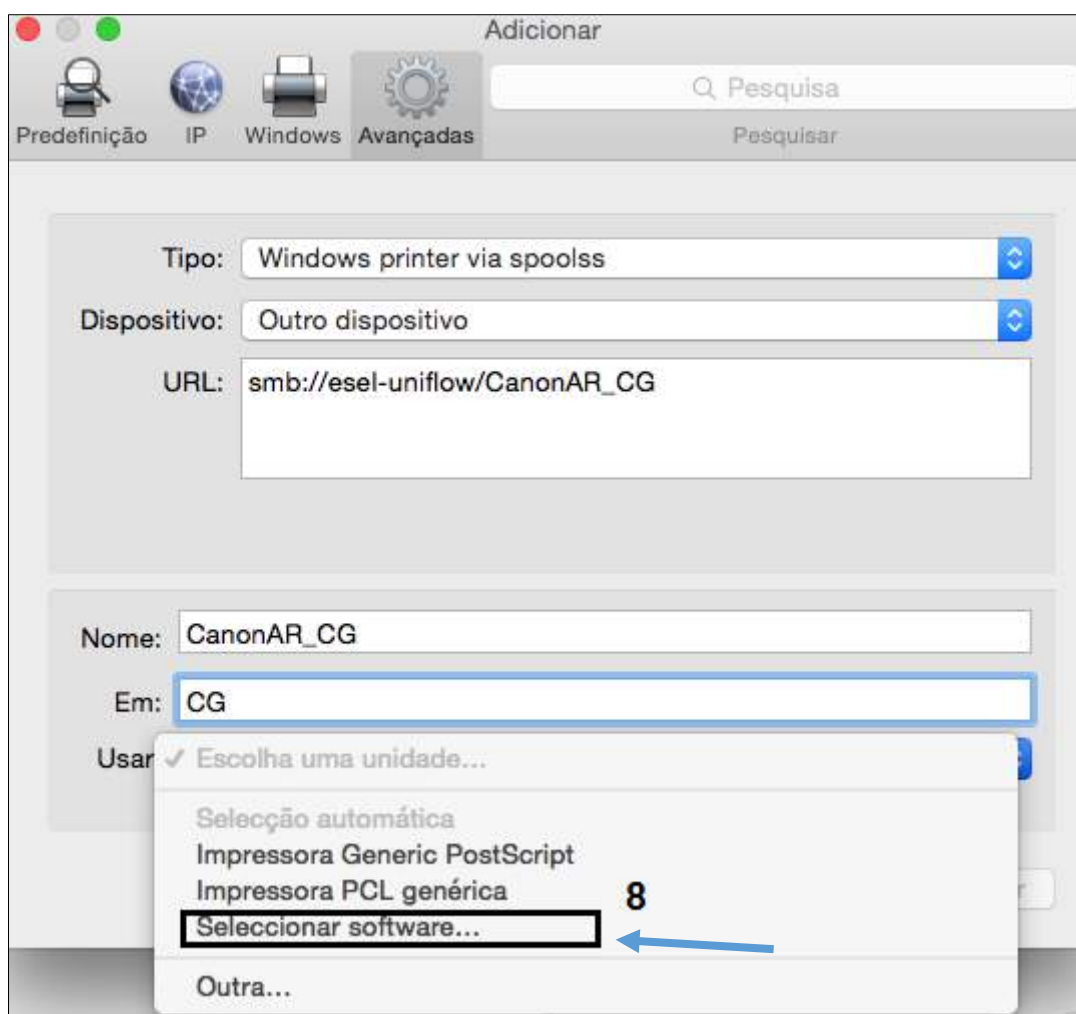 Adicionar
Pesquisa
Predefinição IP Windows Avançadas Pesquisar
Tipo: Windows printer via spoolss
Dispositivo: Outro dispositivo
URL: smb://esel-uniflow/CanonAR_CG
Nome: CanonAR_CG
Em: CG
Usar ✓ Escolha uma unidade...
Selecção automática
Impressora Generic PostScript
Impressora PCL genérica
8
Seleccionar software...
Outra...